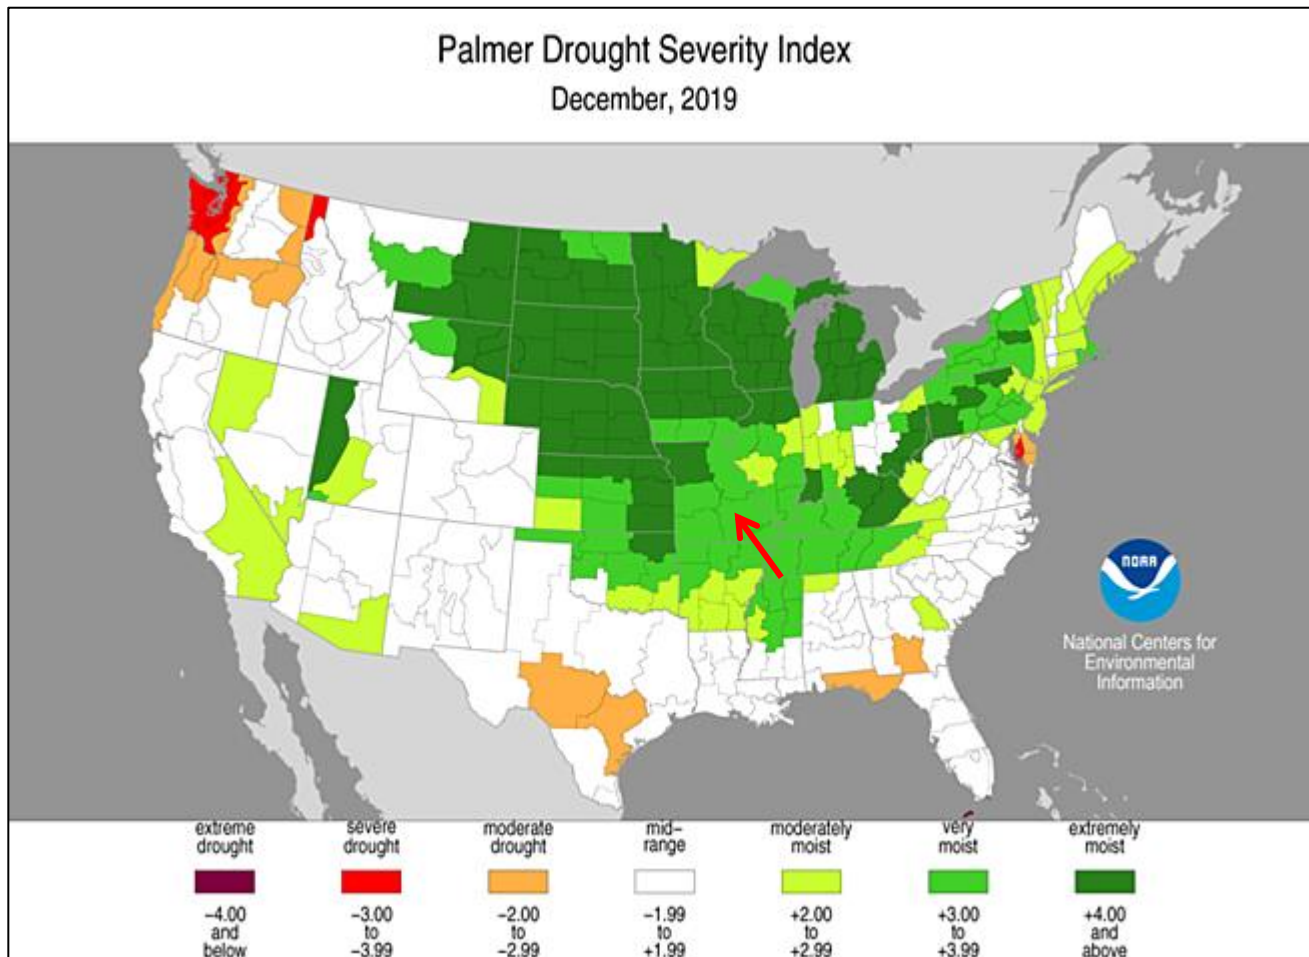 Palmer Drought Severity Index
December, 2019
NOAA
National Centers for
Environmental
Information
extreme drought
severe drought
moderate drought
mid-range
moderately moist
very moist
extremely moist
-4.00 and below
-3.00 to -3.99
-2.00 to -2.99
-1.99 to +1.99
+2.00 to +2.99
+3.00 to +3.99
+4.00 and above